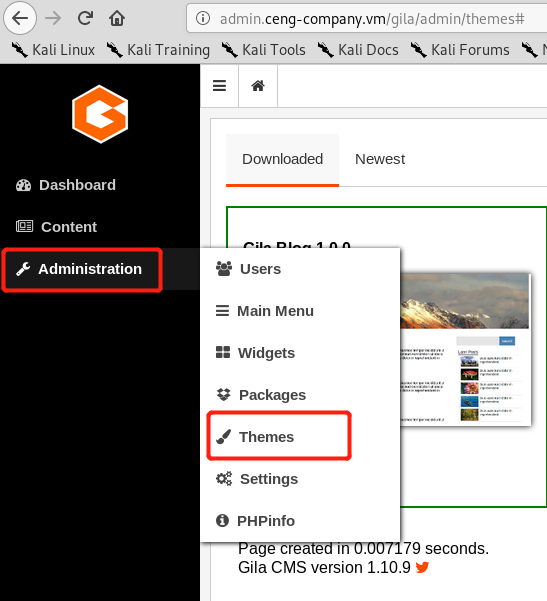 admin.ceng-company.vm/gila/admin/themes#
Kali Linux Kali Training Kali Tools Kali Docs Kali Forums
Downloaded Newest
Dashboard
Content
Gila Blog 1.0.0
Administration
Users
Main Menu
Widgets
Packages
Themes
Settings
PHPinfo
Page created in 0.007179 seconds.
Gila CMS version 1.10.9